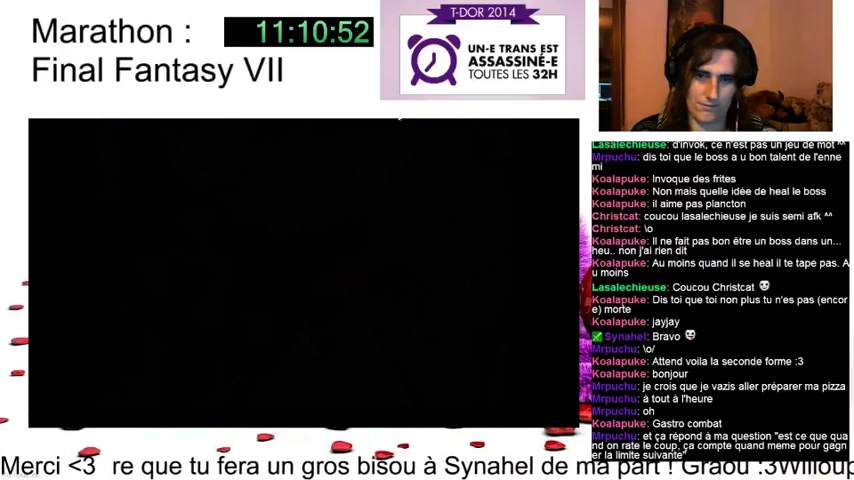 Marathon :
11:10:52
Final Fantasy VII
T-DOR 2014
UN-E TRANS EST
ASSASSINÉ-E
TOUTES LES 32H
Lasalechieuse: d'invok, ce n'est pas un jeu de mot ^^
Mrpuchu: dis toi que le boss a u bon talent de l'enne
mi
Koalapuke: Invoque des frites
Koalapuke: Non mais quelle idée de heal le boss
Koalapuke: il aime pas plancton
Christcat: coucou lasalechieuse je suis semi afk ^^
Christcat: \o
Koalapuke: Il ne fait pas bon être un boss dans un...
heu.. non j'ai rien dit
Koalapuke: Au moins quand il se heal il te tape pas. A
u moins
Lasalechieuse: Coucou Christcat
Koalapuke: Dis toi que toi non plus tu n'es pas (encor
e) morte
Koalapuke: jayjay
Synahel: Bravo
Mrpuchu: \o/
Koalapuke: Attend voila la seconde forme :3
Koalapuke: bonjour
Mrpuchu: je crois que je vazis aller préparer ma pizza
Mrpuchu: à tout à l'heure
Mrpuchu: oh
Koalapuke: Gastro combat
Mrpuchu: et ça répond à ma question "est ce que qua
nd on rate le coup, ça compte quand meme pour gagn
er la limite suivante"
Merci <3 re que tu fera un gros bisou à Synahel de ma part ! Graou :3Willoup